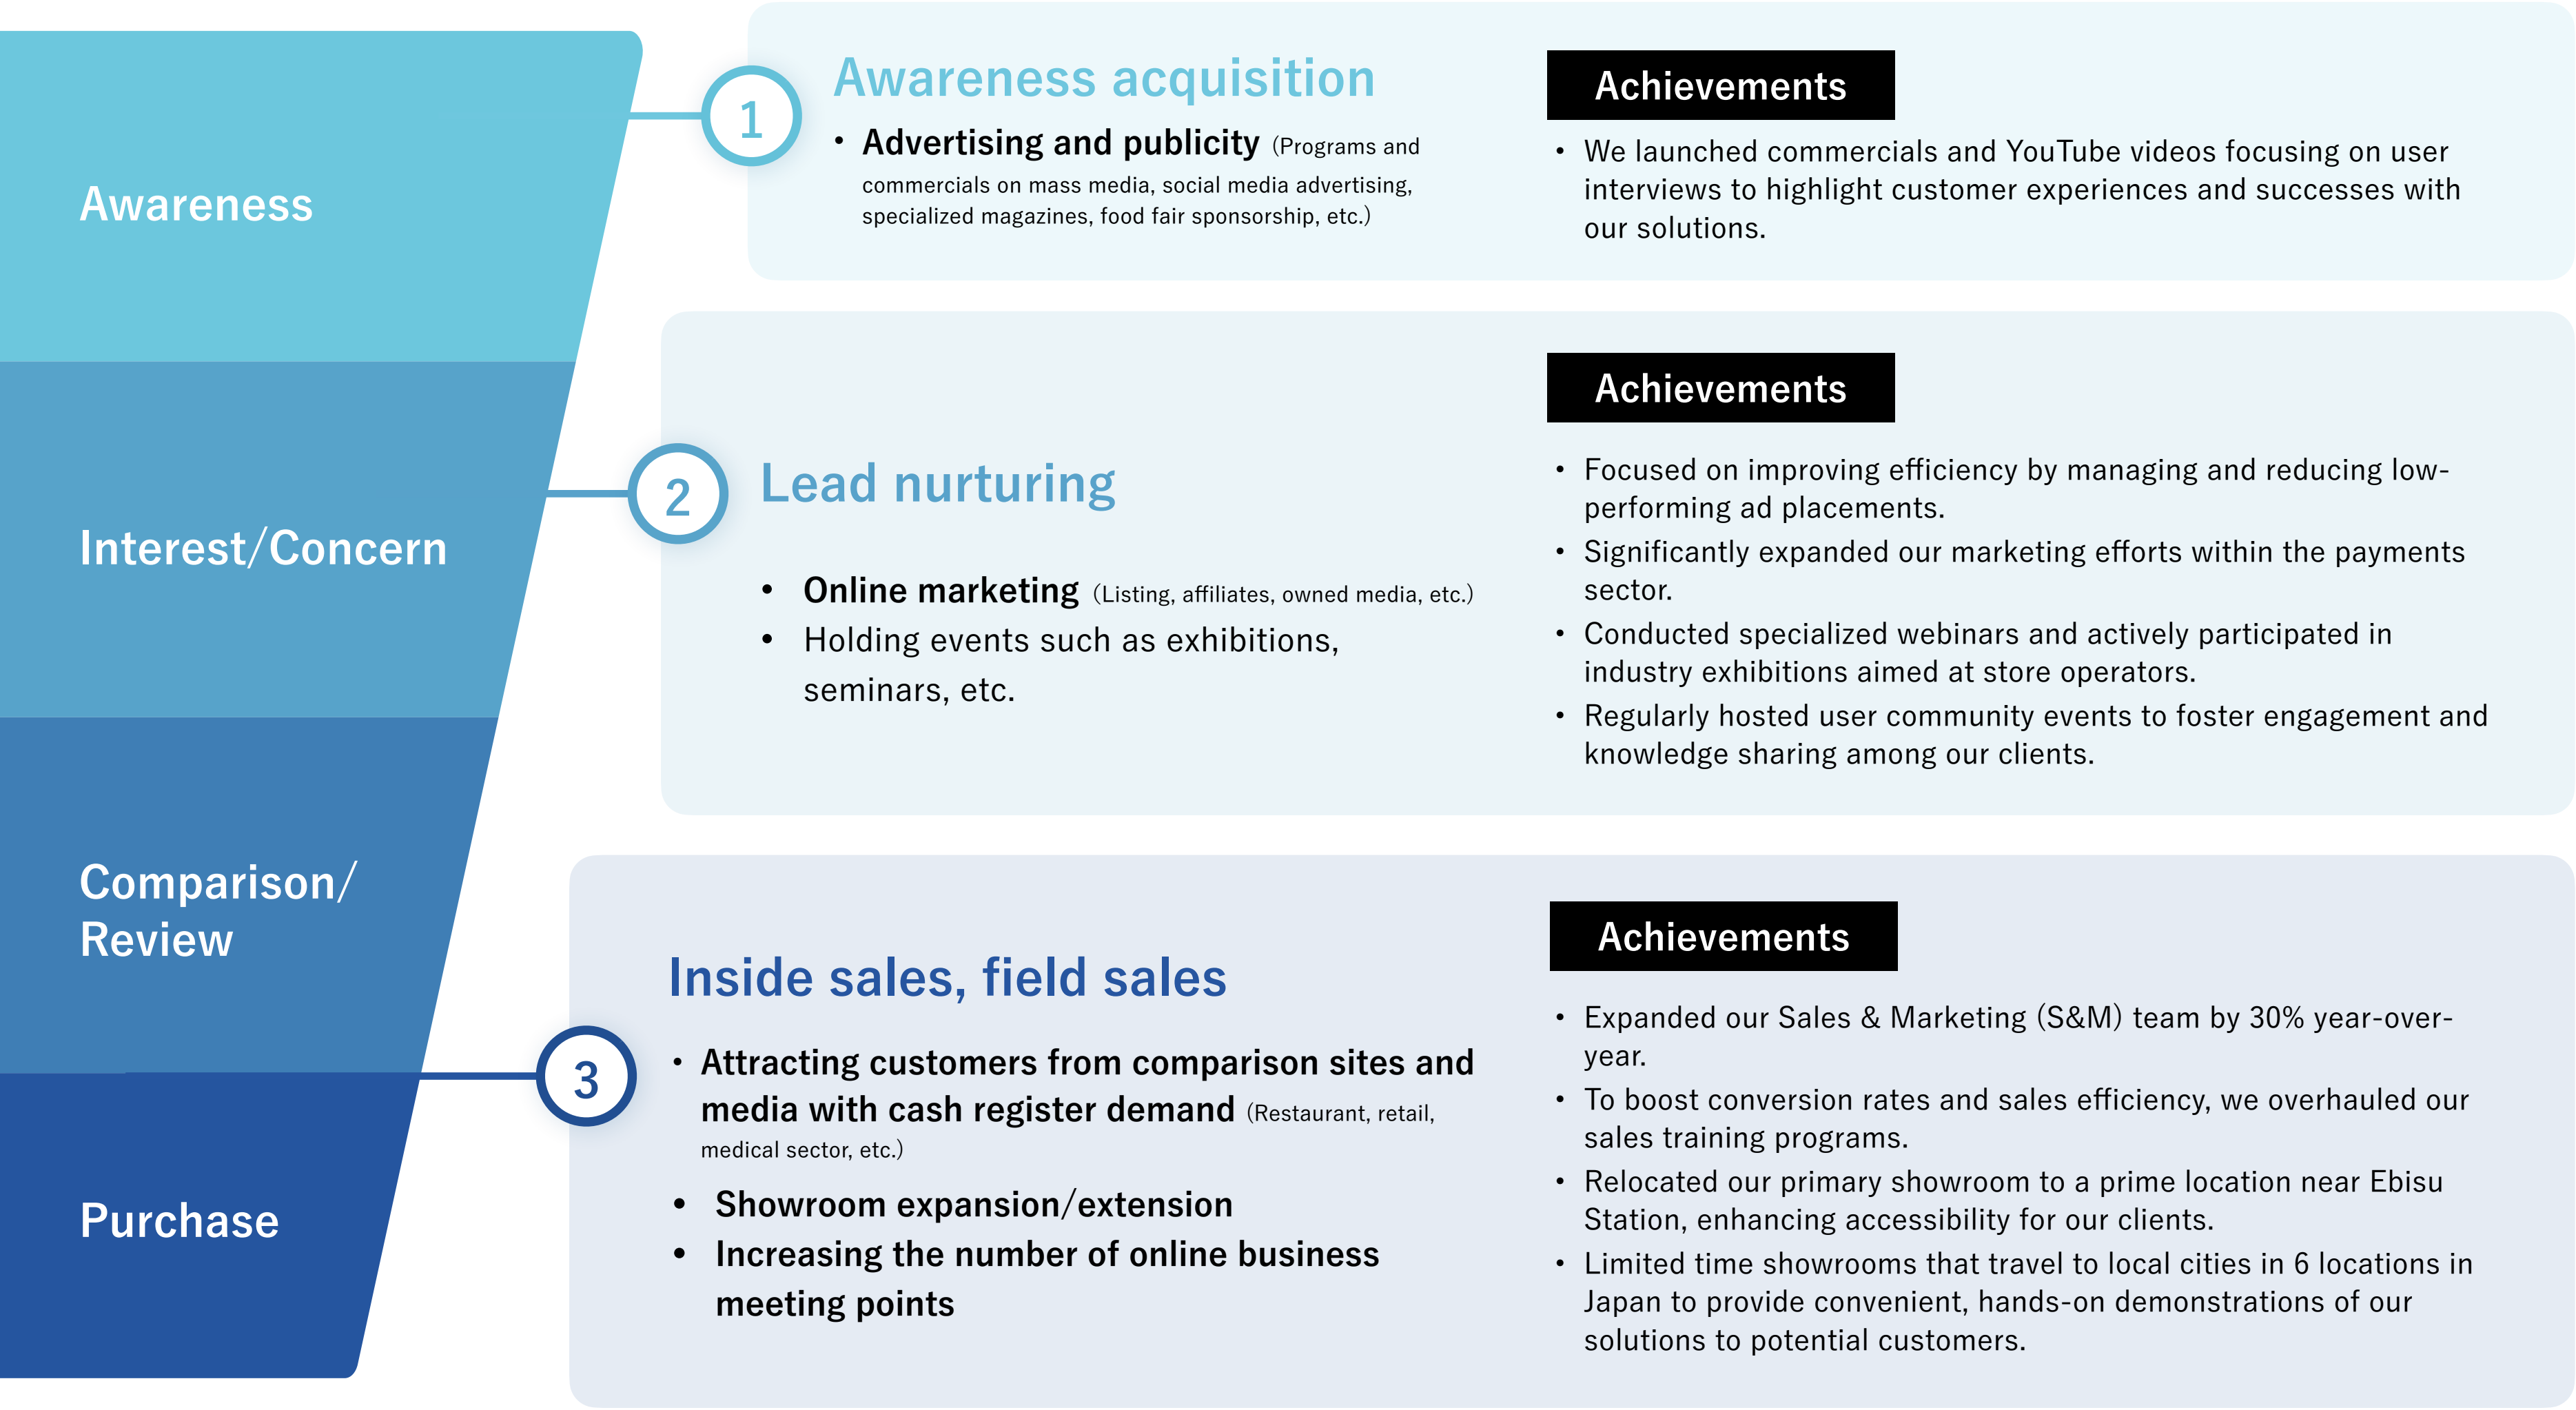 Awareness
Interest/Concern
Comparison/
Review
Purchase
1
Awareness acquisition
• Advertising and publicity (Programs and
commercials on mass media, social media advertising,
specialized magazines, food fair sponsorship, etc.)
Achievements
• We launched commercials and YouTube videos focusing on user
interviews to highlight customer experiences and successes with
our solutions.
2
Lead nurturing
• Online marketing (Listing, affiliates, owned media, etc.)
• Holding events such as exhibitions,
seminars, etc.
Achievements
• Focused on improving efficiency by managing and reducing low-
performing ad placements.
• Significantly expanded our marketing efforts within the payments
sector.
• Conducted specialized webinars and actively participated in
industry exhibitions aimed at store operators.
• Regularly hosted user community events to foster engagement and
knowledge sharing among our clients.
3
Inside sales, field sales
• Attracting customers from comparison sites and
media with cash register demand (Restaurant, retail,
medical sector, etc.)
• Showroom expansion/extension
• Increasing the number of online business
meeting points
Achievements
• Expanded our Sales & Marketing (S&M) team by 30% year-over-
year.
• To boost conversion rates and sales efficiency, we overhauled our
sales training programs.
• Relocated our primary showroom to a prime location near Ebisu
Station, enhancing accessibility for our clients.
• Limited time showrooms that travel to local cities in 6 locations in
Japan to provide convenient, hands-on demonstrations of our
solutions to potential customers.